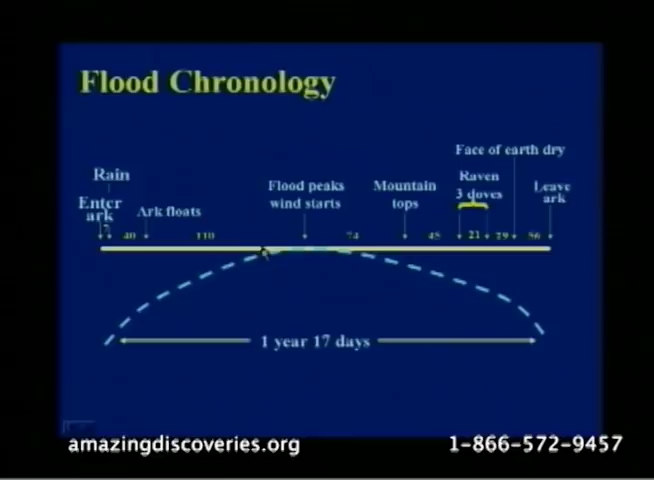 Flood Chronology
Face of earth dry
Rain
Raven
3 doves
Flood peaks
wind starts
Mountain
tops
Leave
ark
Enter
ark
Ark floats
7
40
110
74
45
21
29
56
1 year 17 days
amazingdiscoveries.org
1-866-572-9457